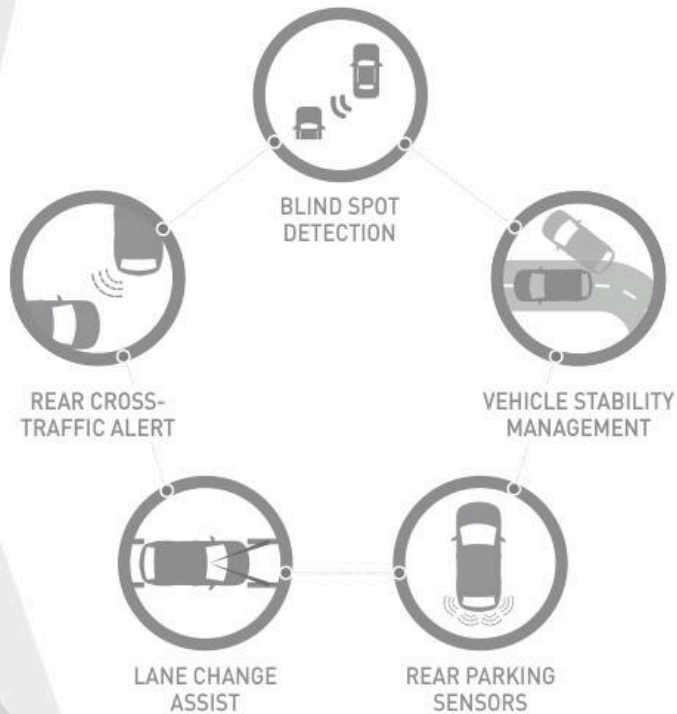 BLIND SPOT
DETECTION
REAR CROSS-
TRAFFIC ALERT
VEHICLE STABILITY
MANAGEMENT
LANE CHANGE
ASSIST
REAR PARKING
SENSORS